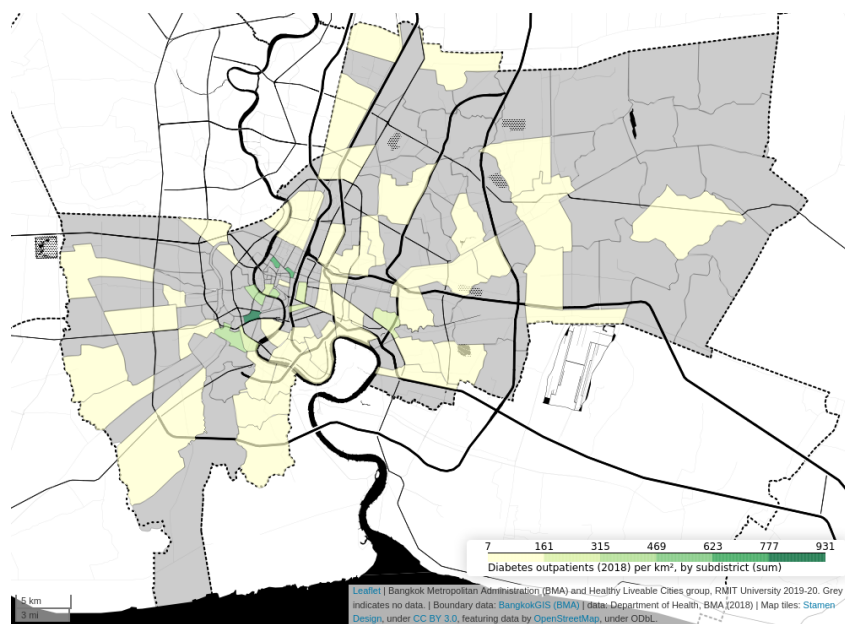 7 161 315 469 623 777 931
Diabetes outpatients (2018) per km², by subdistrict (sum)
5 km
3 mi
Leaflet | Bangkok Metropolitan Administration (BMA) and Healthy Liveable Cities group, RMIT University 2019-20. Grey
indicates no data. | Boundary data: BangkokGIS (BMA) | data: Department of Health, BMA (2018) | Map tiles: Stamen
Design, under CC BY 3.0, featuring data by OpenStreetMap, under ODbL.